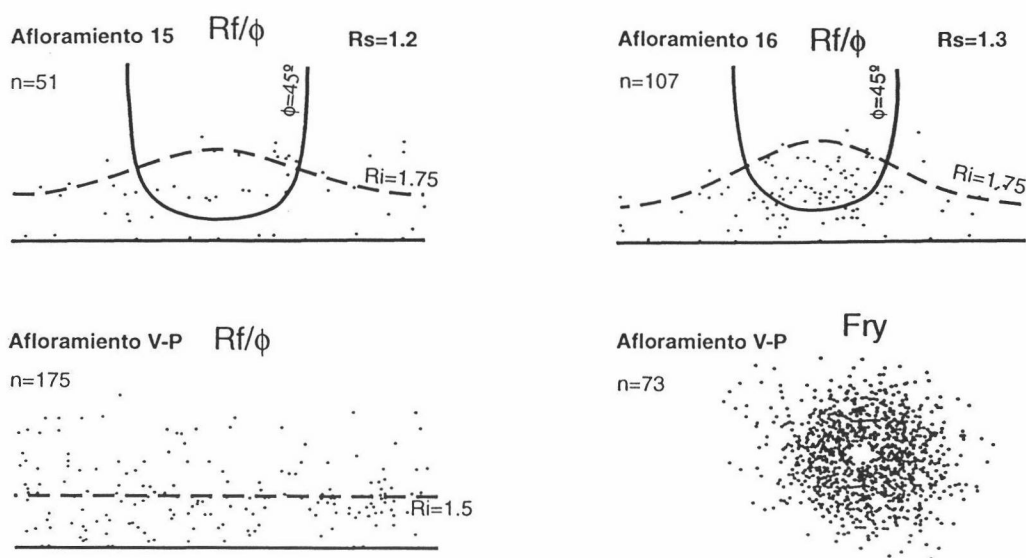 Afloramiento 15 Rf/ϕ Rs=1.2
n=51
ϕ=45º
Ri=1.75
Afloramiento 16 Rf/ϕ Rs=1.3
n=107
ϕ=45º
Ri=1.75
Afloramiento V-P Rf/ϕ
n=175
Ri=1.5
Afloramiento V-P Fry
n=73